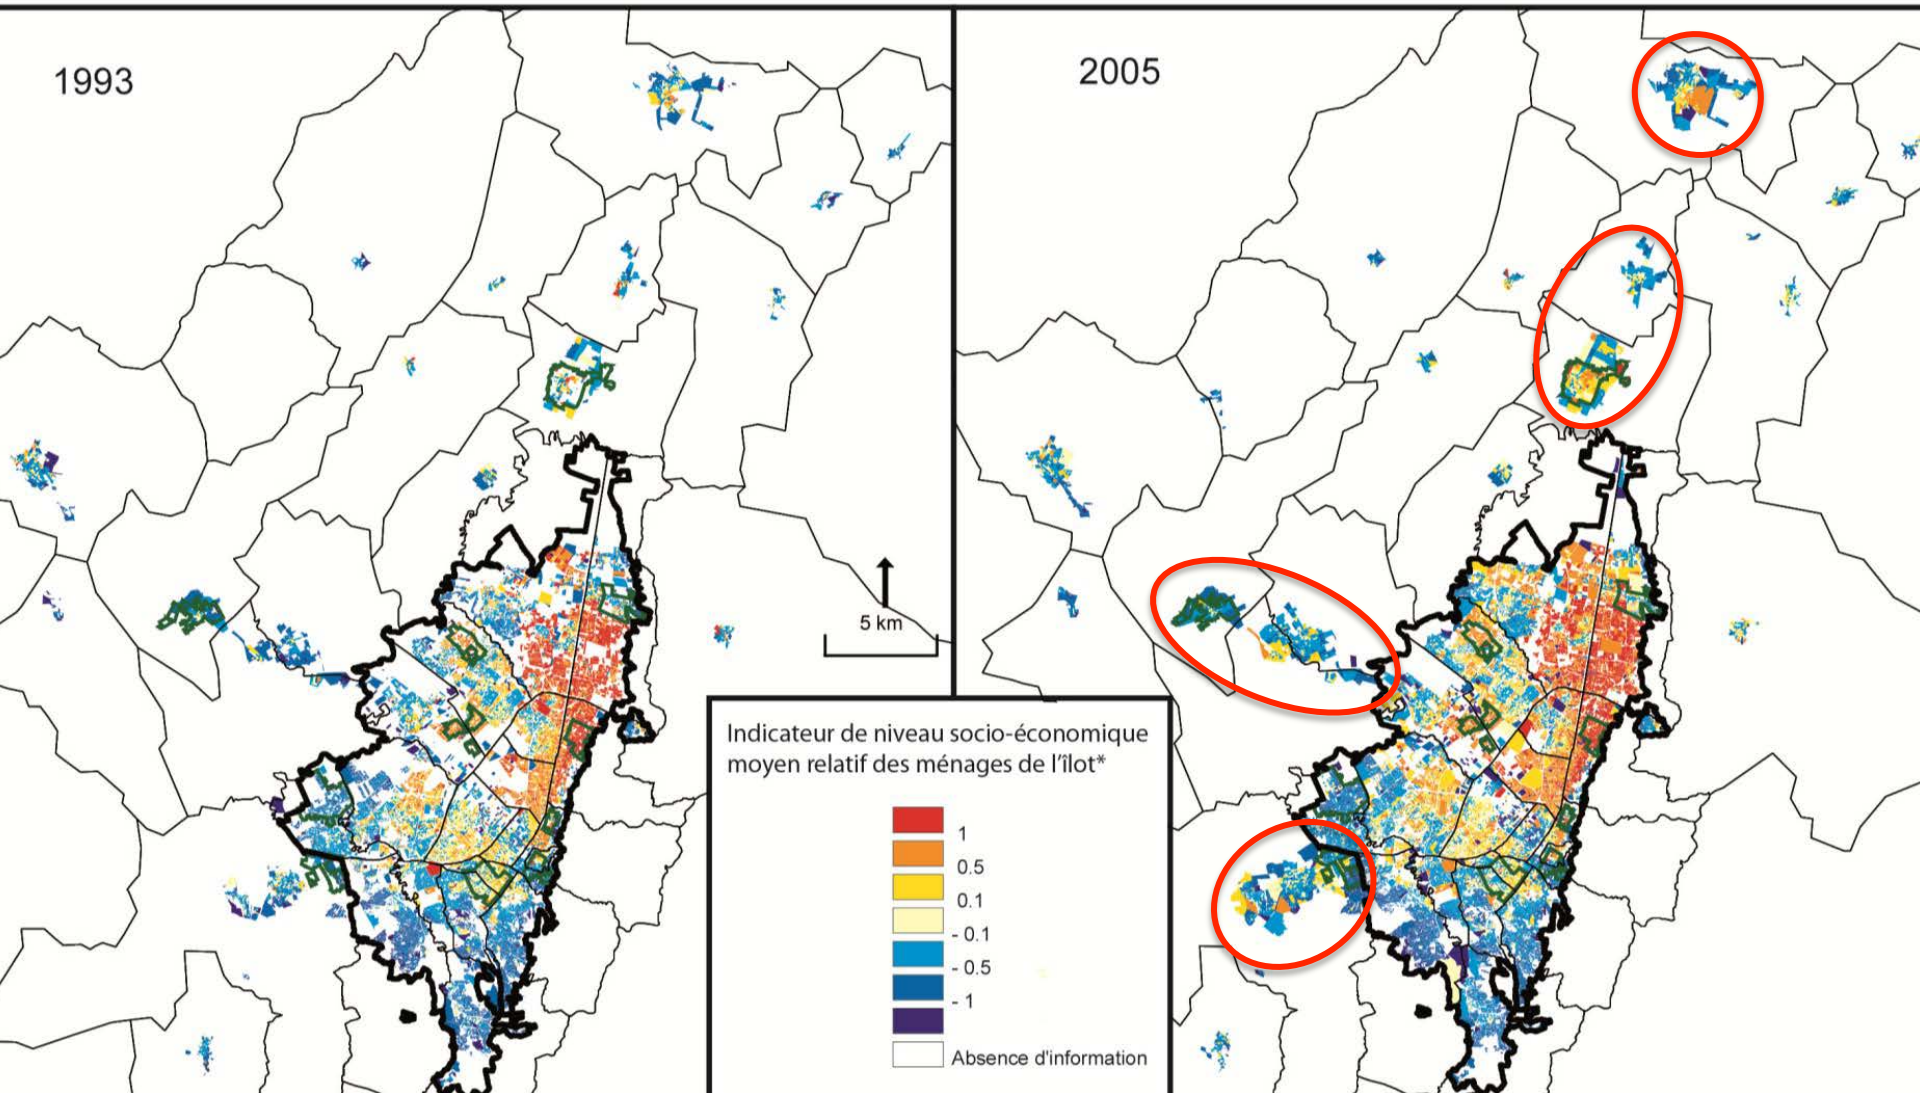 1993
2005
5 km
Indicateur de niveau socio-économique
moyen relatif des ménages de l'îlot*
1
0.5
0.1
- 0.1
- 0.5
- 1
Absence d'information